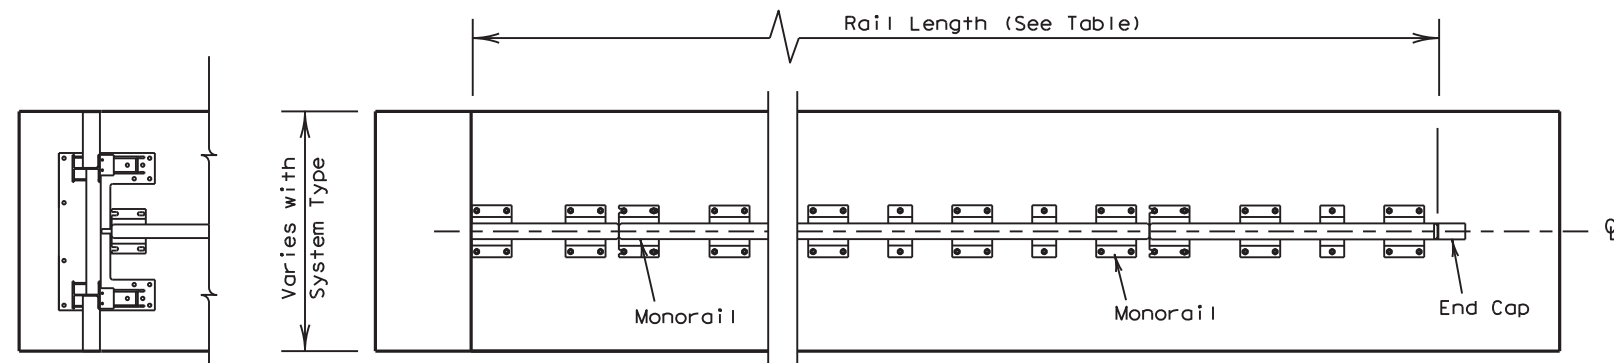 Rail Length (See Table)
Varies with
System Type
Monorail
Monorail
End Cap
℄